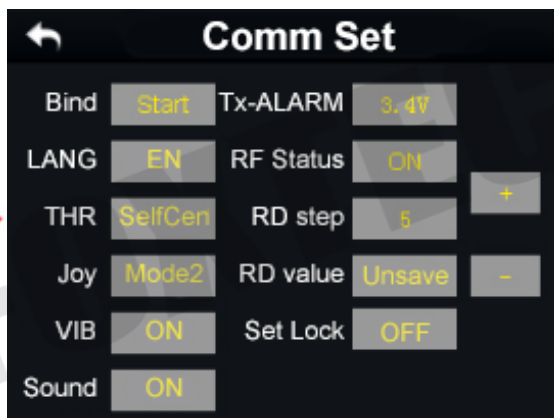 Comm Set
Bind Start Tx-ALARM 3.4V
LANG EN RF Status ON
THR SelfCen RD step 5 +
Joy Mode2 RD value Unsave -
VIB ON Set Lock OFF
Sound ON